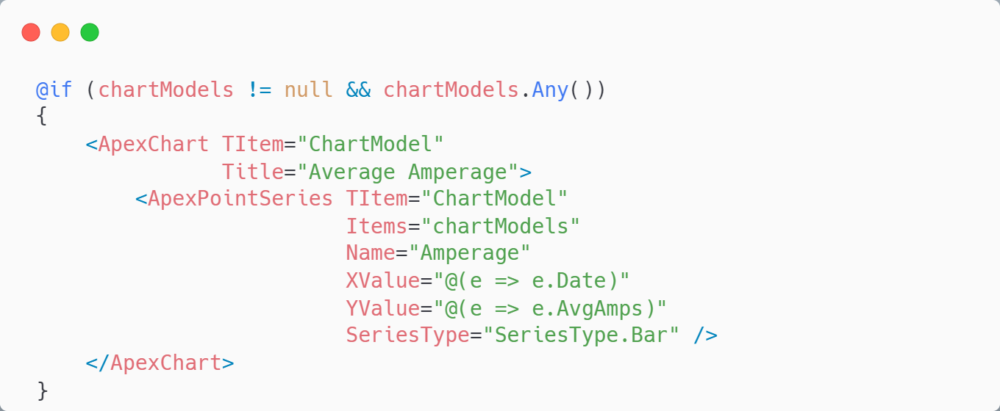 @if (chartModels != null && chartModels.Any())
{
    <ApexChart TItem="ChartModel"
               Title="Average Amperage">
        <ApexPointSeries TItem="ChartModel"
                         Items="chartModels"
                         Name="Amperage"
                         XValue="@(e => e.Date)"
                         YValue="@(e => e.AvgAmps)"
                         SeriesType="SeriesType.Bar" />
    </ApexChart>
}